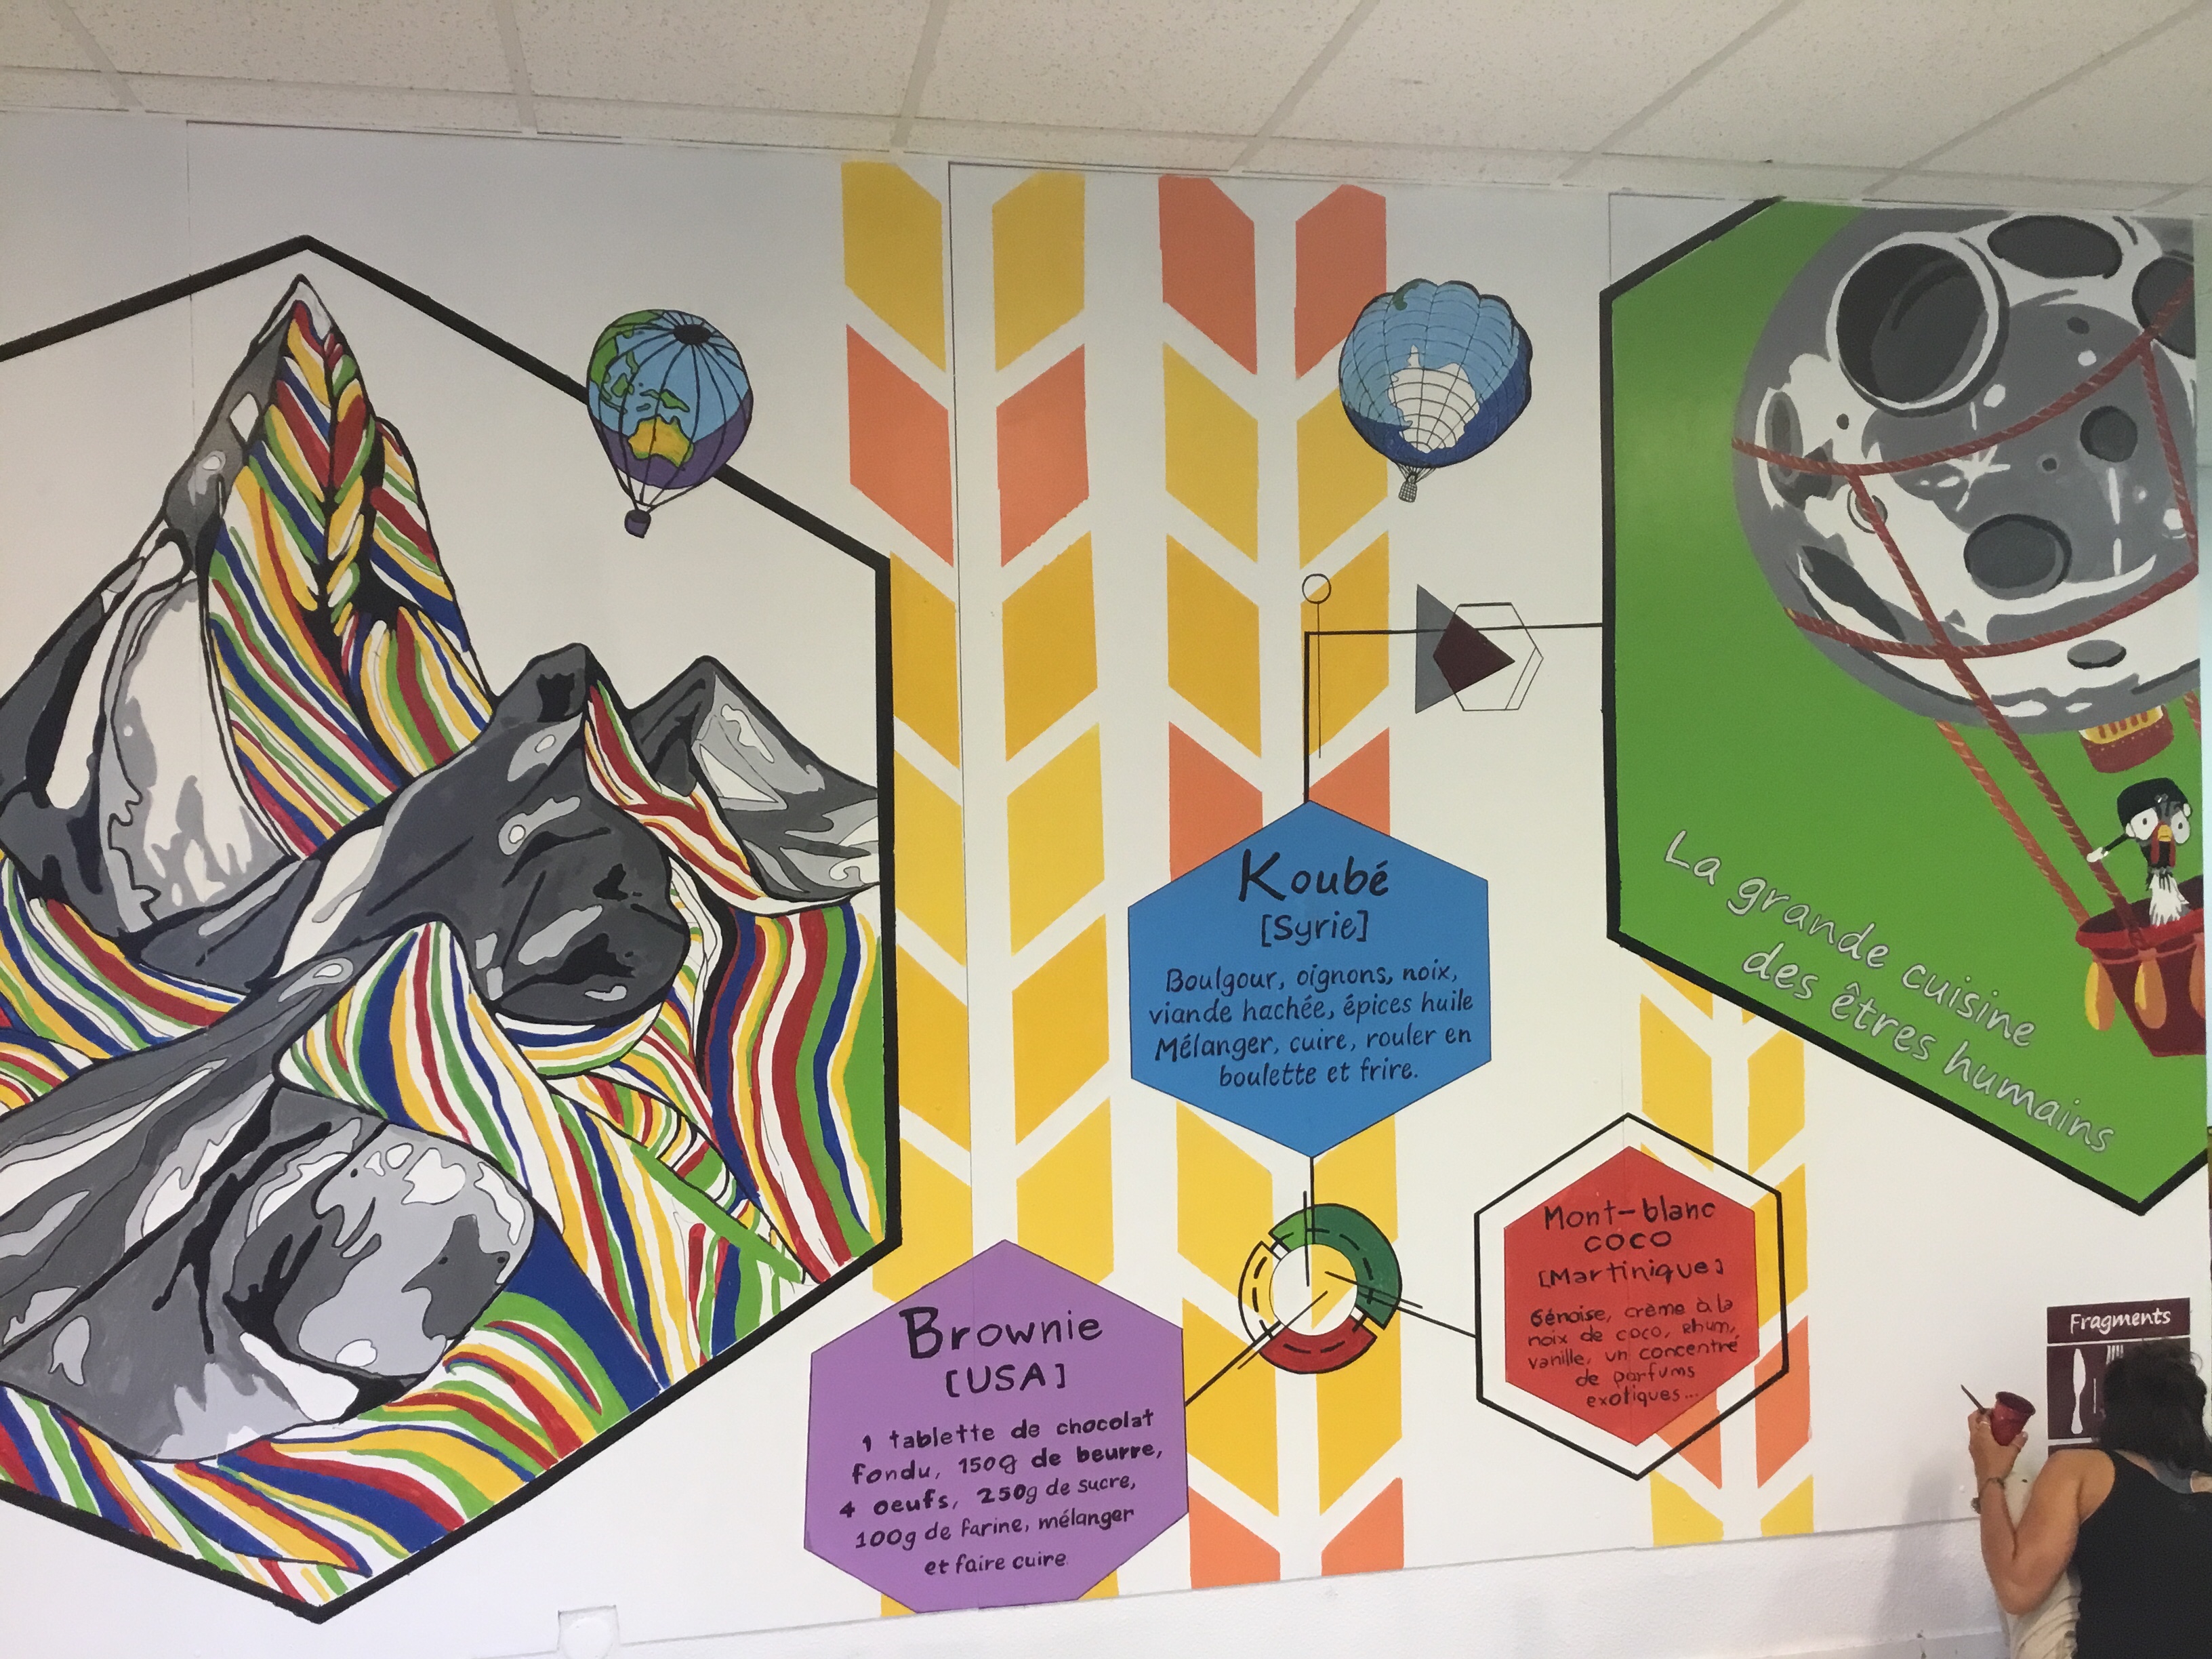 Koubé
[Syrie]
Boulgour, oignons, noix,
viande hachée, épices huile
Mélanger, cuire, rouler en
boulette et frire.
La grande cuisine
des êtres humains
Mont-blanc
coco
[Martinique]
Génoise, crème à la
noix de coco, rhum,
vanille, un concentré
de parfums
exotiques...
Brownie
[USA]
1 tablette de chocolat
fondu, 150g de beurre,
4 oeufs, 250g de sucre,
100g de farine, mélanger
et faire cuire
Fragments